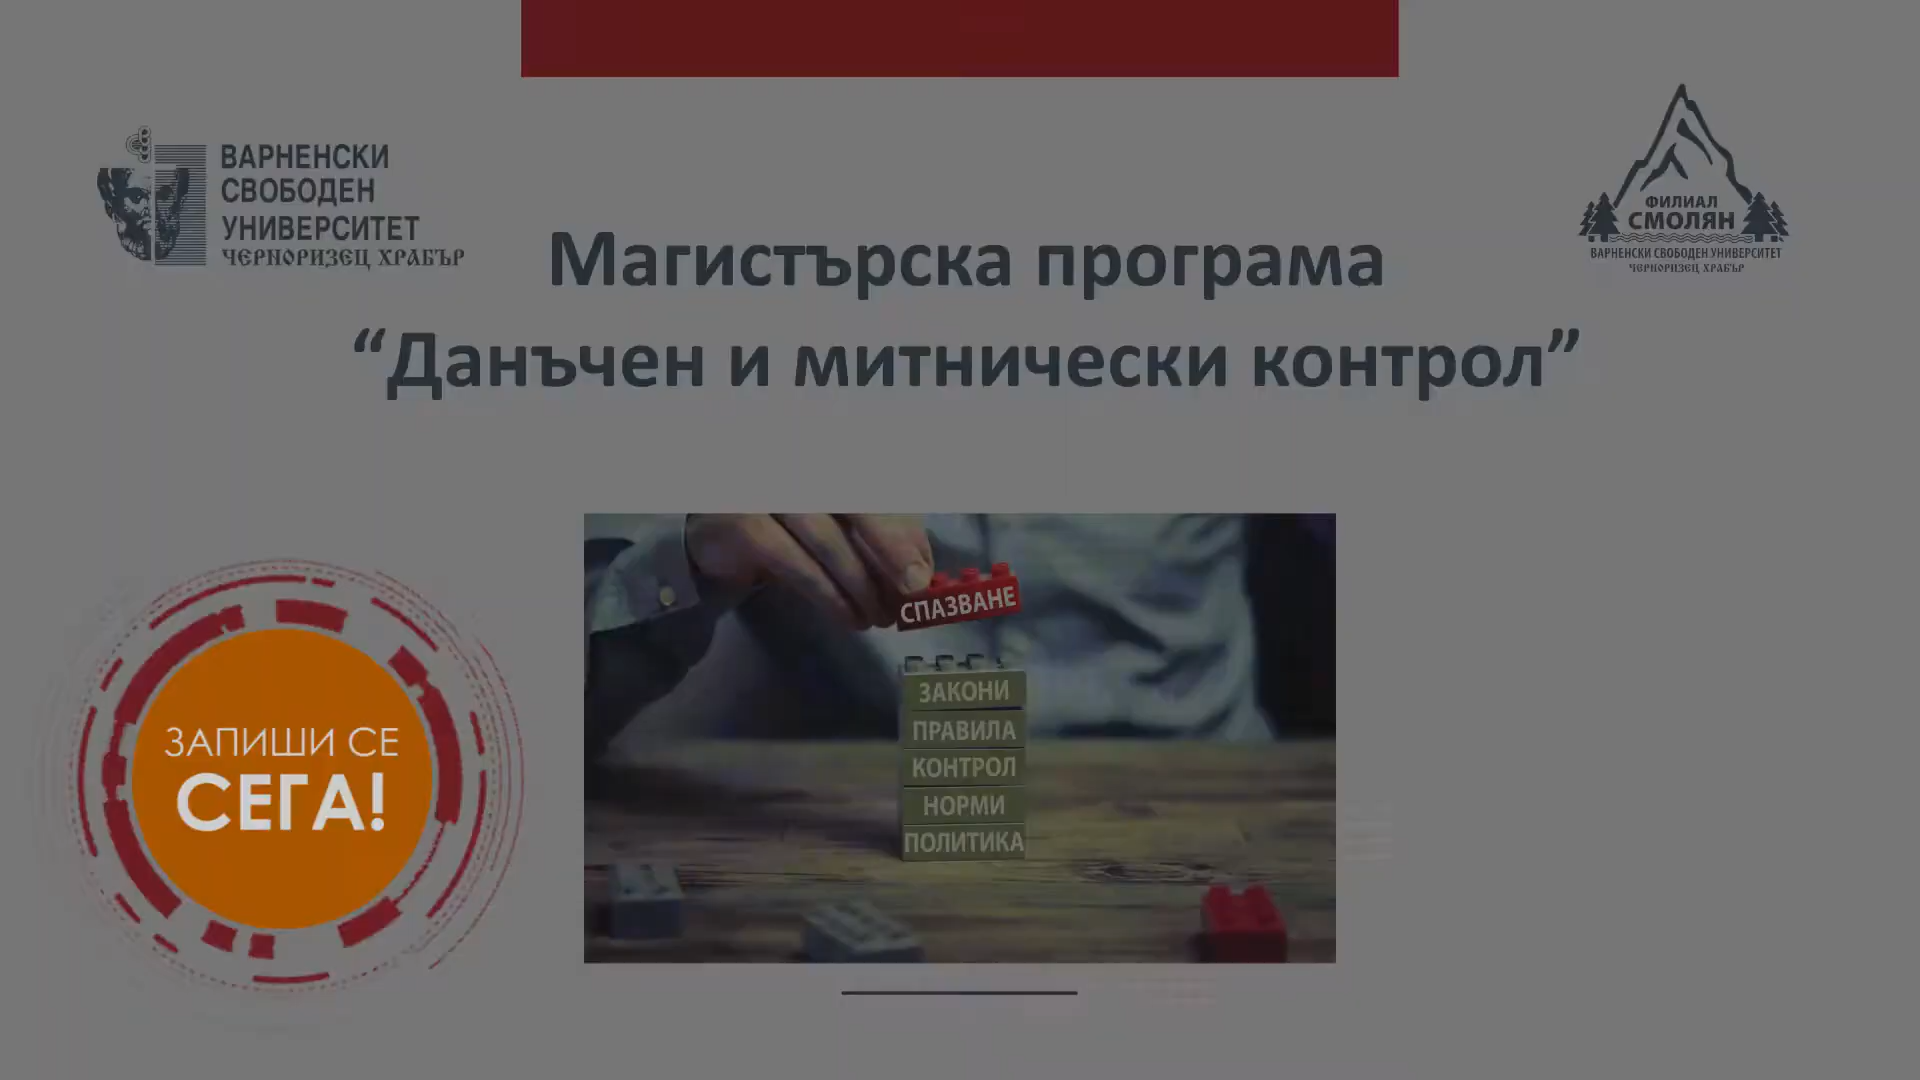 ВАРНЕНСКИ
СВОБОДЕН
УНИВЕРСИТЕТ
ЧЕРНОРИЗЕЦ ХРАБЪР
ФИЛИАЛ
СМОЛЯН
ВАРНЕНСКИ СВОБОДЕН УНИВЕРСИТЕТ
ЧЕРНОРИЗЕЦ ХРАБЪР
Магистърска програма
“Данъчен и митнически контрол”
ЗАПИШИ СЕ
СЕГА!
СПАЗВАНЕ
ЗАКОНИ
ПРАВИЛА
КОНТРОЛ
НОРМИ
ПОЛИТИКА